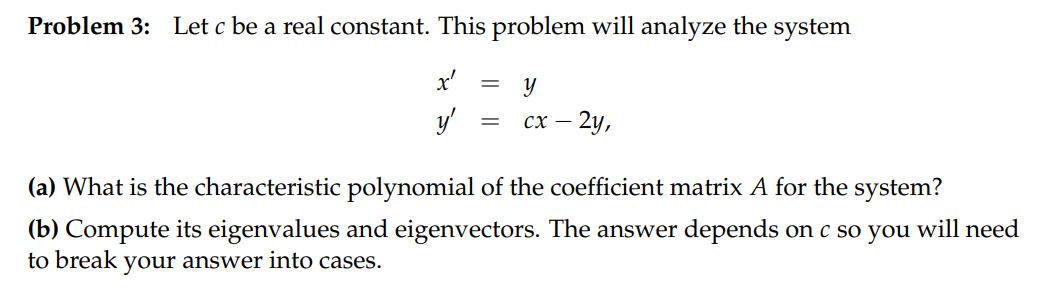 Problem 3: Let c be a real constant. This problem will analyze the system
x′ = y
y′ = cx − 2y,
(a) What is the characteristic polynomial of the coefficient matrix A for the system?
(b) Compute its eigenvalues and eigenvectors. The answer depends on c so you will need
to break your answer into cases.